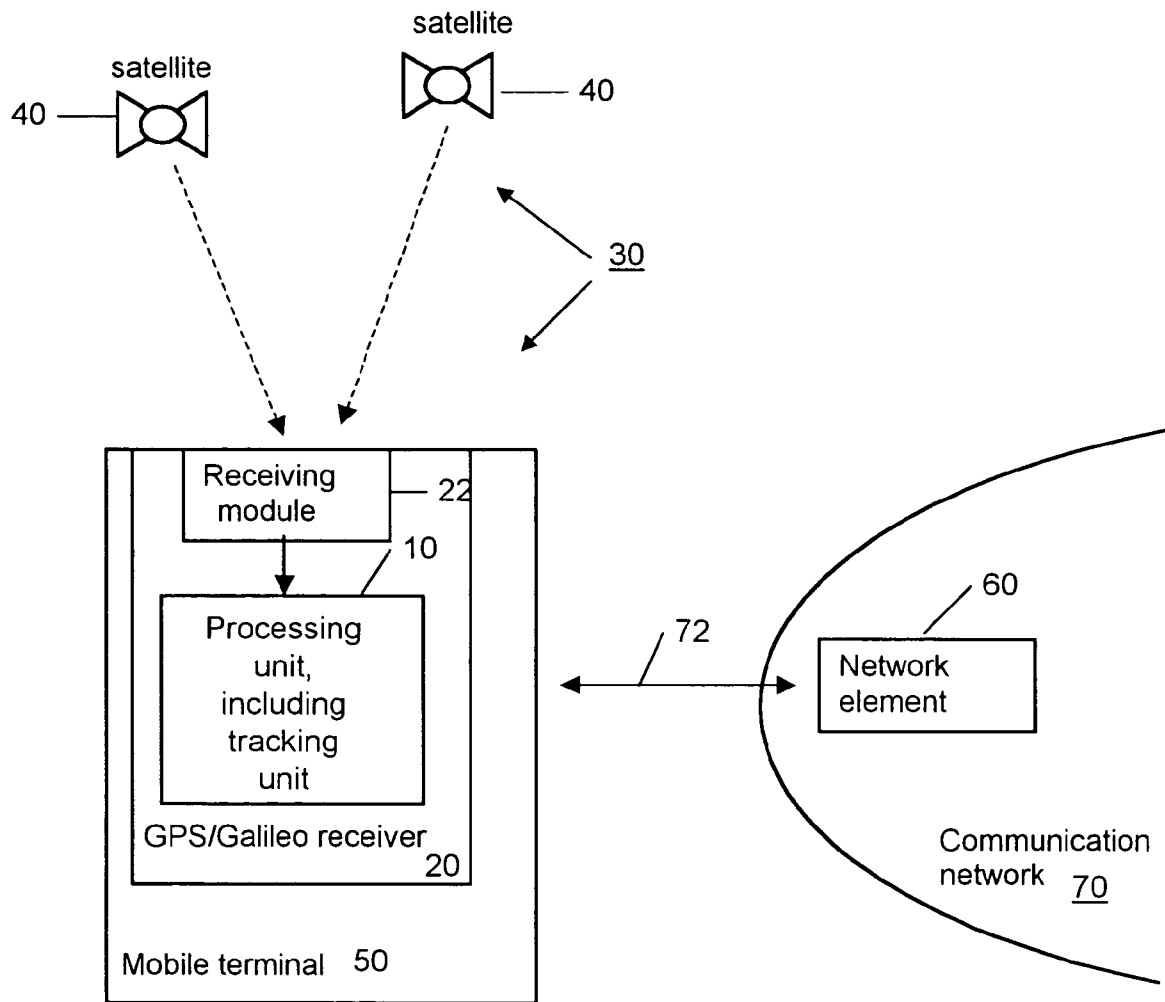 satellite
satellite
40
40
30
Receiving
module
22
10
Processing
unit,
including
tracking
unit
GPS/Galileo receiver
20
Mobile terminal 50
72
60
Network
element
Communication
network 70